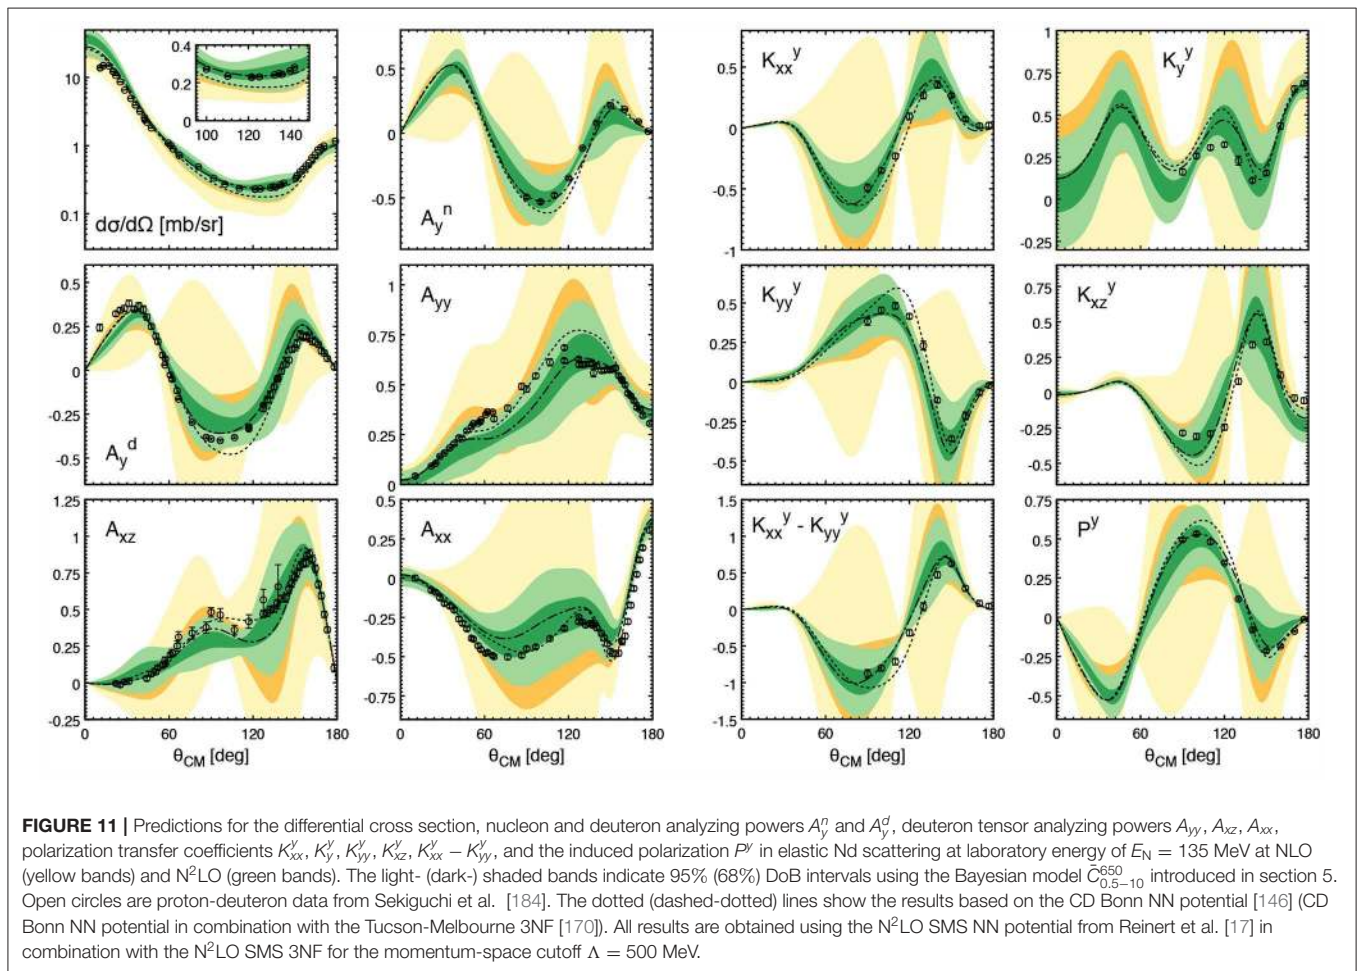 10
1
0.1
0.4
0.2
0
100 120 140
dσ/dΩ [mb/sr]
0.5
0
-0.5
A_y^n
1
0.5
0
-0.5
-1
K_xx^y
1
0.75
0.5
0.25
0
-0.25
K_y^y
0.5
0.25
0
-0.25
-0.5
A_y^d
1
0.75
0.5
0.25
0
A_yy
0.5
0.25
0
-0.25
-0.5
K_yy^y
0.75
0.5
0.25
0
-0.25
-0.5
K_xz^y
1.25
1
0.75
0.5
0.25
0
-0.25
A_xz
0 60 120 180
θ_CM [deg]
0.5
0.25
0
-0.25
-0.5
-0.75
A_xx
0 60 120 180
θ_CM [deg]
1.5
1
0.5
0
-0.5
-1
-1.5
K_xx^y - K_yy^y
0 60 120 180
θ_CM [deg]
0.75
0.5
0.25
0
-0.25
-0.5
P^y
0 60 120 180
θ_CM [deg]
FIGURE 11 | Predictions for the differential cross section, nucleon and deuteron analyzing powers A_y^n and A_y^d, deuteron tensor analyzing powers A_yy, A_xz, A_xx,
polarization transfer coefficients K_xx^y, K_y^y, K_yy^y, K_xz^y, K_xx^y − K_yy^y, and the induced polarization P^y in elastic Nd scattering at laboratory energy of E_N = 135 MeV at NLO
(yellow bands) and N²LO (green bands). The light- (dark-) shaded bands indicate 95% (68%) DoB intervals using the Bayesian model C̄_0.5−10^650 introduced in section 5.
Open circles are proton-deuteron data from Sekiguchi et al. [184]. The dotted (dashed-dotted) lines show the results based on the CD Bonn NN potential [146] (CD
Bonn NN potential in combination with the Tucson-Melbourne 3NF [170]). All results are obtained using the N²LO SMS NN potential from Reinert et al. [17] in
combination with the N²LO SMS 3NF for the momentum-space cutoff Λ = 500 MeV.